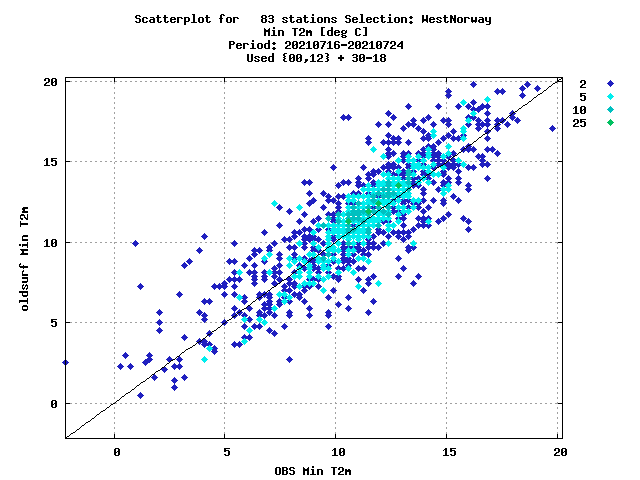 Scatterplot for   83 stations Selection: WestNorway
Min T2m [deg C]
Period: 20210716-20210724
Used {00,12} + 30-18
2
5
10
25
20
15
10
5
0
oldsurf Min T2m
0 5 10 15 20
OBS Min T2m